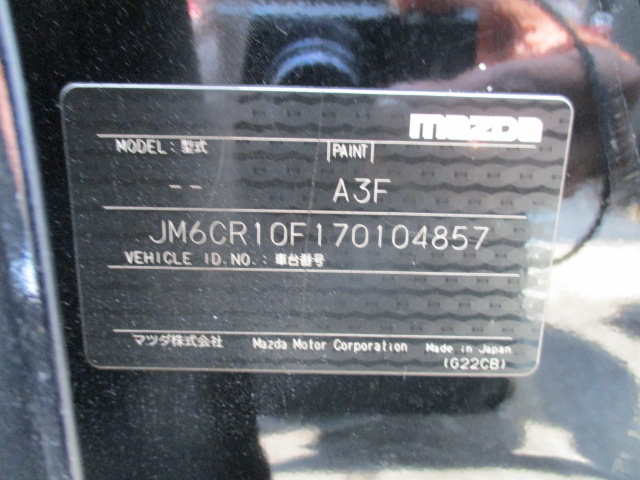 mazda
MODEL: 型式 PAINT
-- A3F
JM6CR10F170104857
VEHICLE ID.NO.: 車台番号
マツダ株式会社 Mazda Motor Corporation Made in Japan
(G22CB)